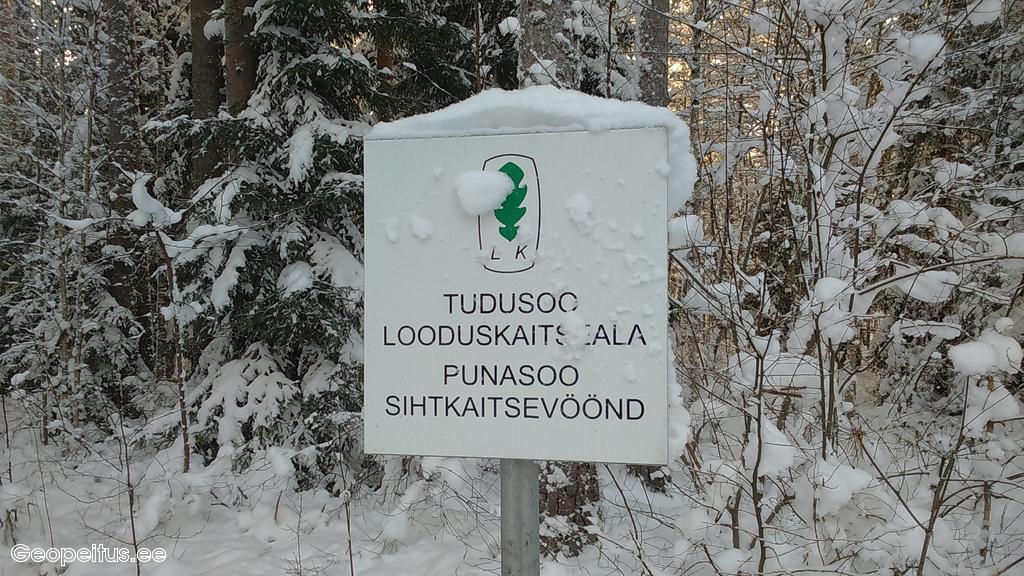 L K
TUDUSOO
LOODUSKAITSEALA
PUNASOO
SIHTKAITSEVÖÖND
Geopeitus.ee